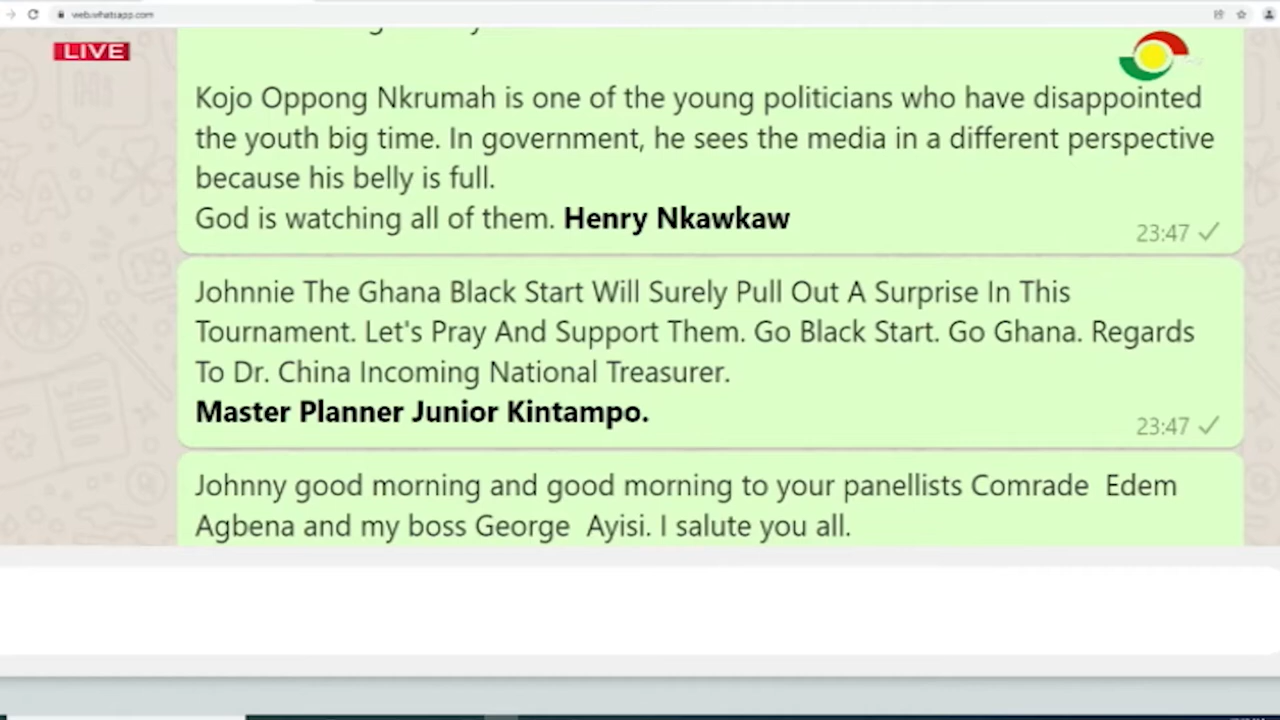 web.whatsapp.com
LIVE
Kojo Oppong Nkrumah is one of the young politicians who have disappointed
the youth big time. In government, he sees the media in a different perspective
because his belly is full.
God is watching all of them. Henry Nkawkaw
23:47
Johnnie The Ghana Black Start Will Surely Pull Out A Surprise In This
Tournament. Let's Pray And Support Them. Go Black Start. Go Ghana. Regards
To Dr. China Incoming National Treasurer.
Master Planner Junior Kintampo.
23:47
Johnny good morning and good morning to your panellists Comrade  Edem
Agbena and my boss George  Ayisi. I salute you all.